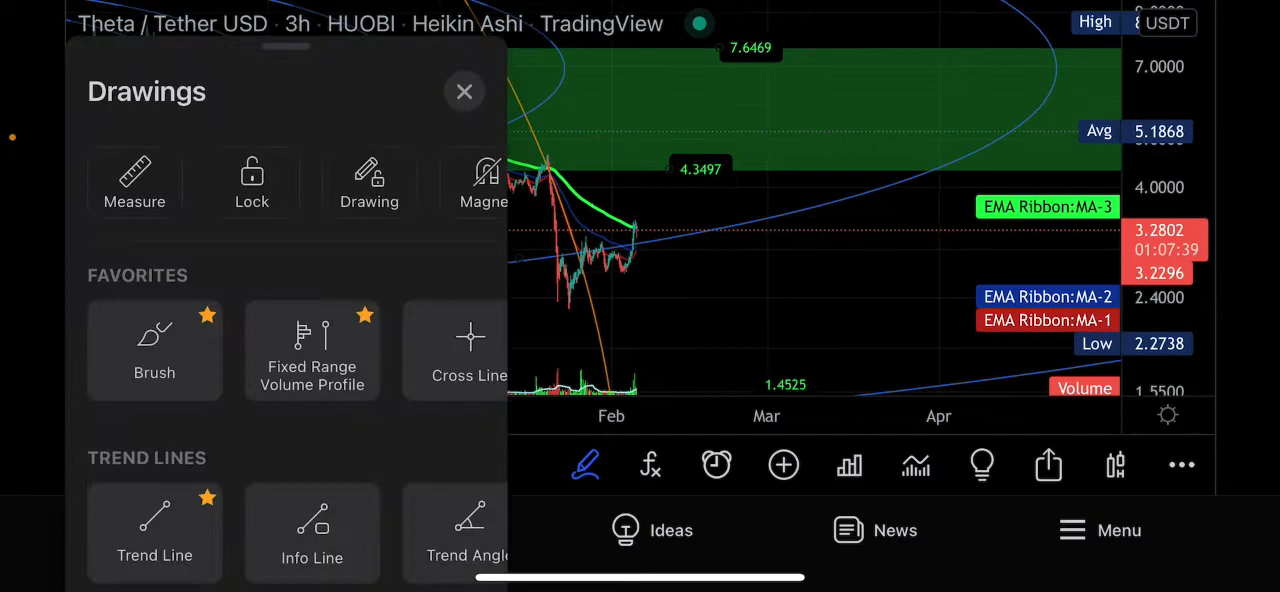 Theta / Tether USD · 3h · HUOBI · Heikin Ashi · TradingView
High
USDT
7.6469
7.0000
Drawings
Avg
5.1868
4.3497
4.0000
Measure
Lock
Drawing
Magne
EMA Ribbon:MA-3
3.2802
01:07:39
3.2296
FAVORITES
EMA Ribbon:MA-2
2.4000
EMA Ribbon:MA-1
Low
2.2738
Brush
Fixed Range
Volume Profile
Cross Line
1.4525
Volume
1.5500
Feb
Mar
Apr
TREND LINES
fx
Trend Line
Info Line
Trend Angl
Ideas
News
Menu